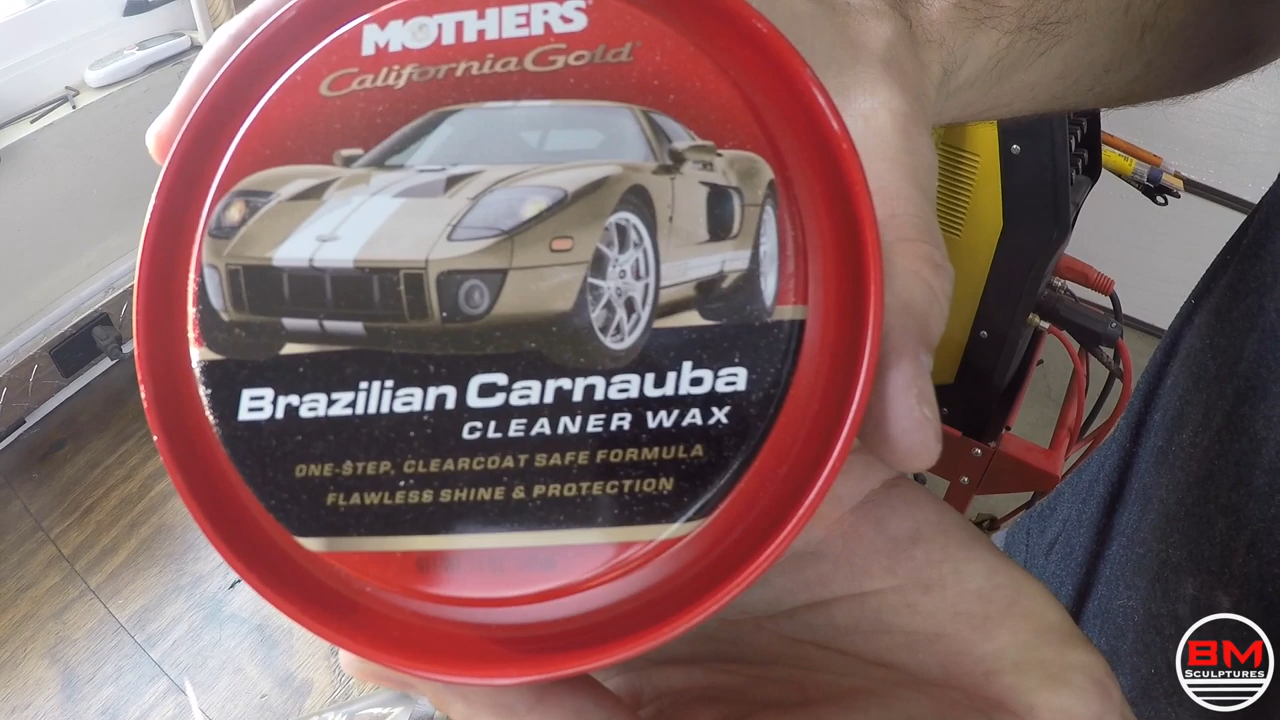 MOTHERS
California Gold
Brazilian Carnauba
CLEANER WAX
ONE-STEP, CLEARCOAT SAFE FORMULA
FLAWLESS SHINE & PROTECTION
BM
SCULPTURES